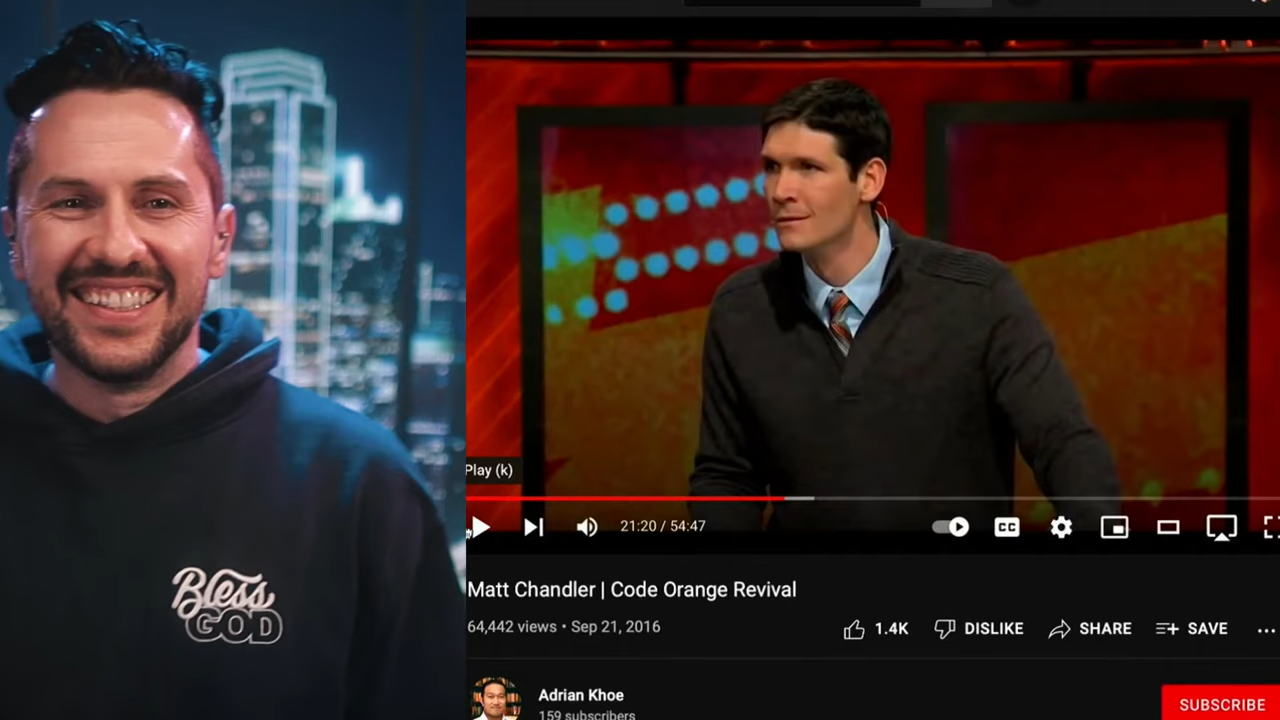 Bless
GOD
Play (k)
21:20 / 54:47
CC
Matt Chandler | Code Orange Revival
64,442 views • Sep 21, 2016
1.4K DISLIKE SHARE SAVE ...
Adrian Khoe
159 subscribers
SUBSCRIBE